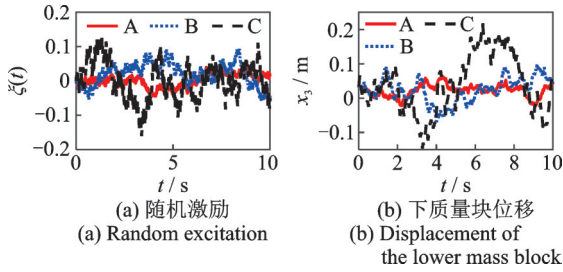 0.2
0.1
0
−0.1
−0.2
ξ(t)
A
B
C
0
5
10
t / s
(a) 随机激励
(a) Random excitation
0.2
0.1
0
−0.1
x₃ / m
A
C
B
0 2 4 6 8 10
t / s
(b) 下质量块位移
(b) Displacement of
the lower mass block